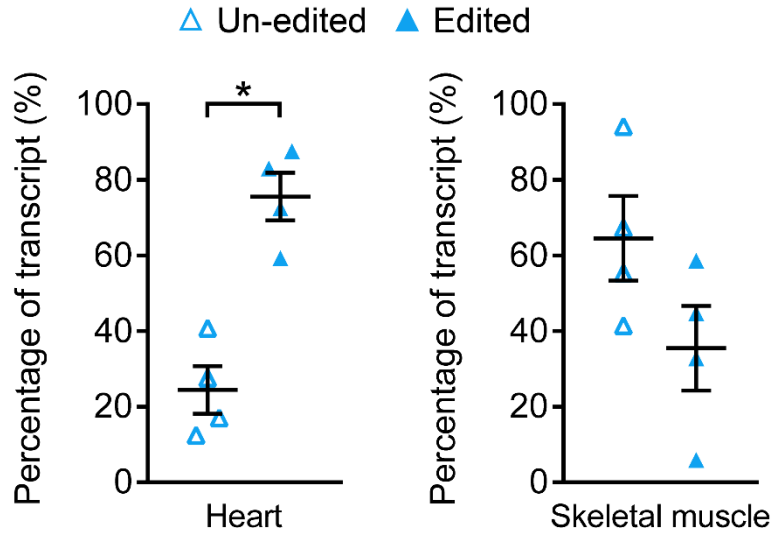 Un-edited Edited
Percentage of transcript (%)
100
80
60
40
20
0
*
Heart
Percentage of transcript (%)
100
80
60
40
20
0
Skeletal muscle